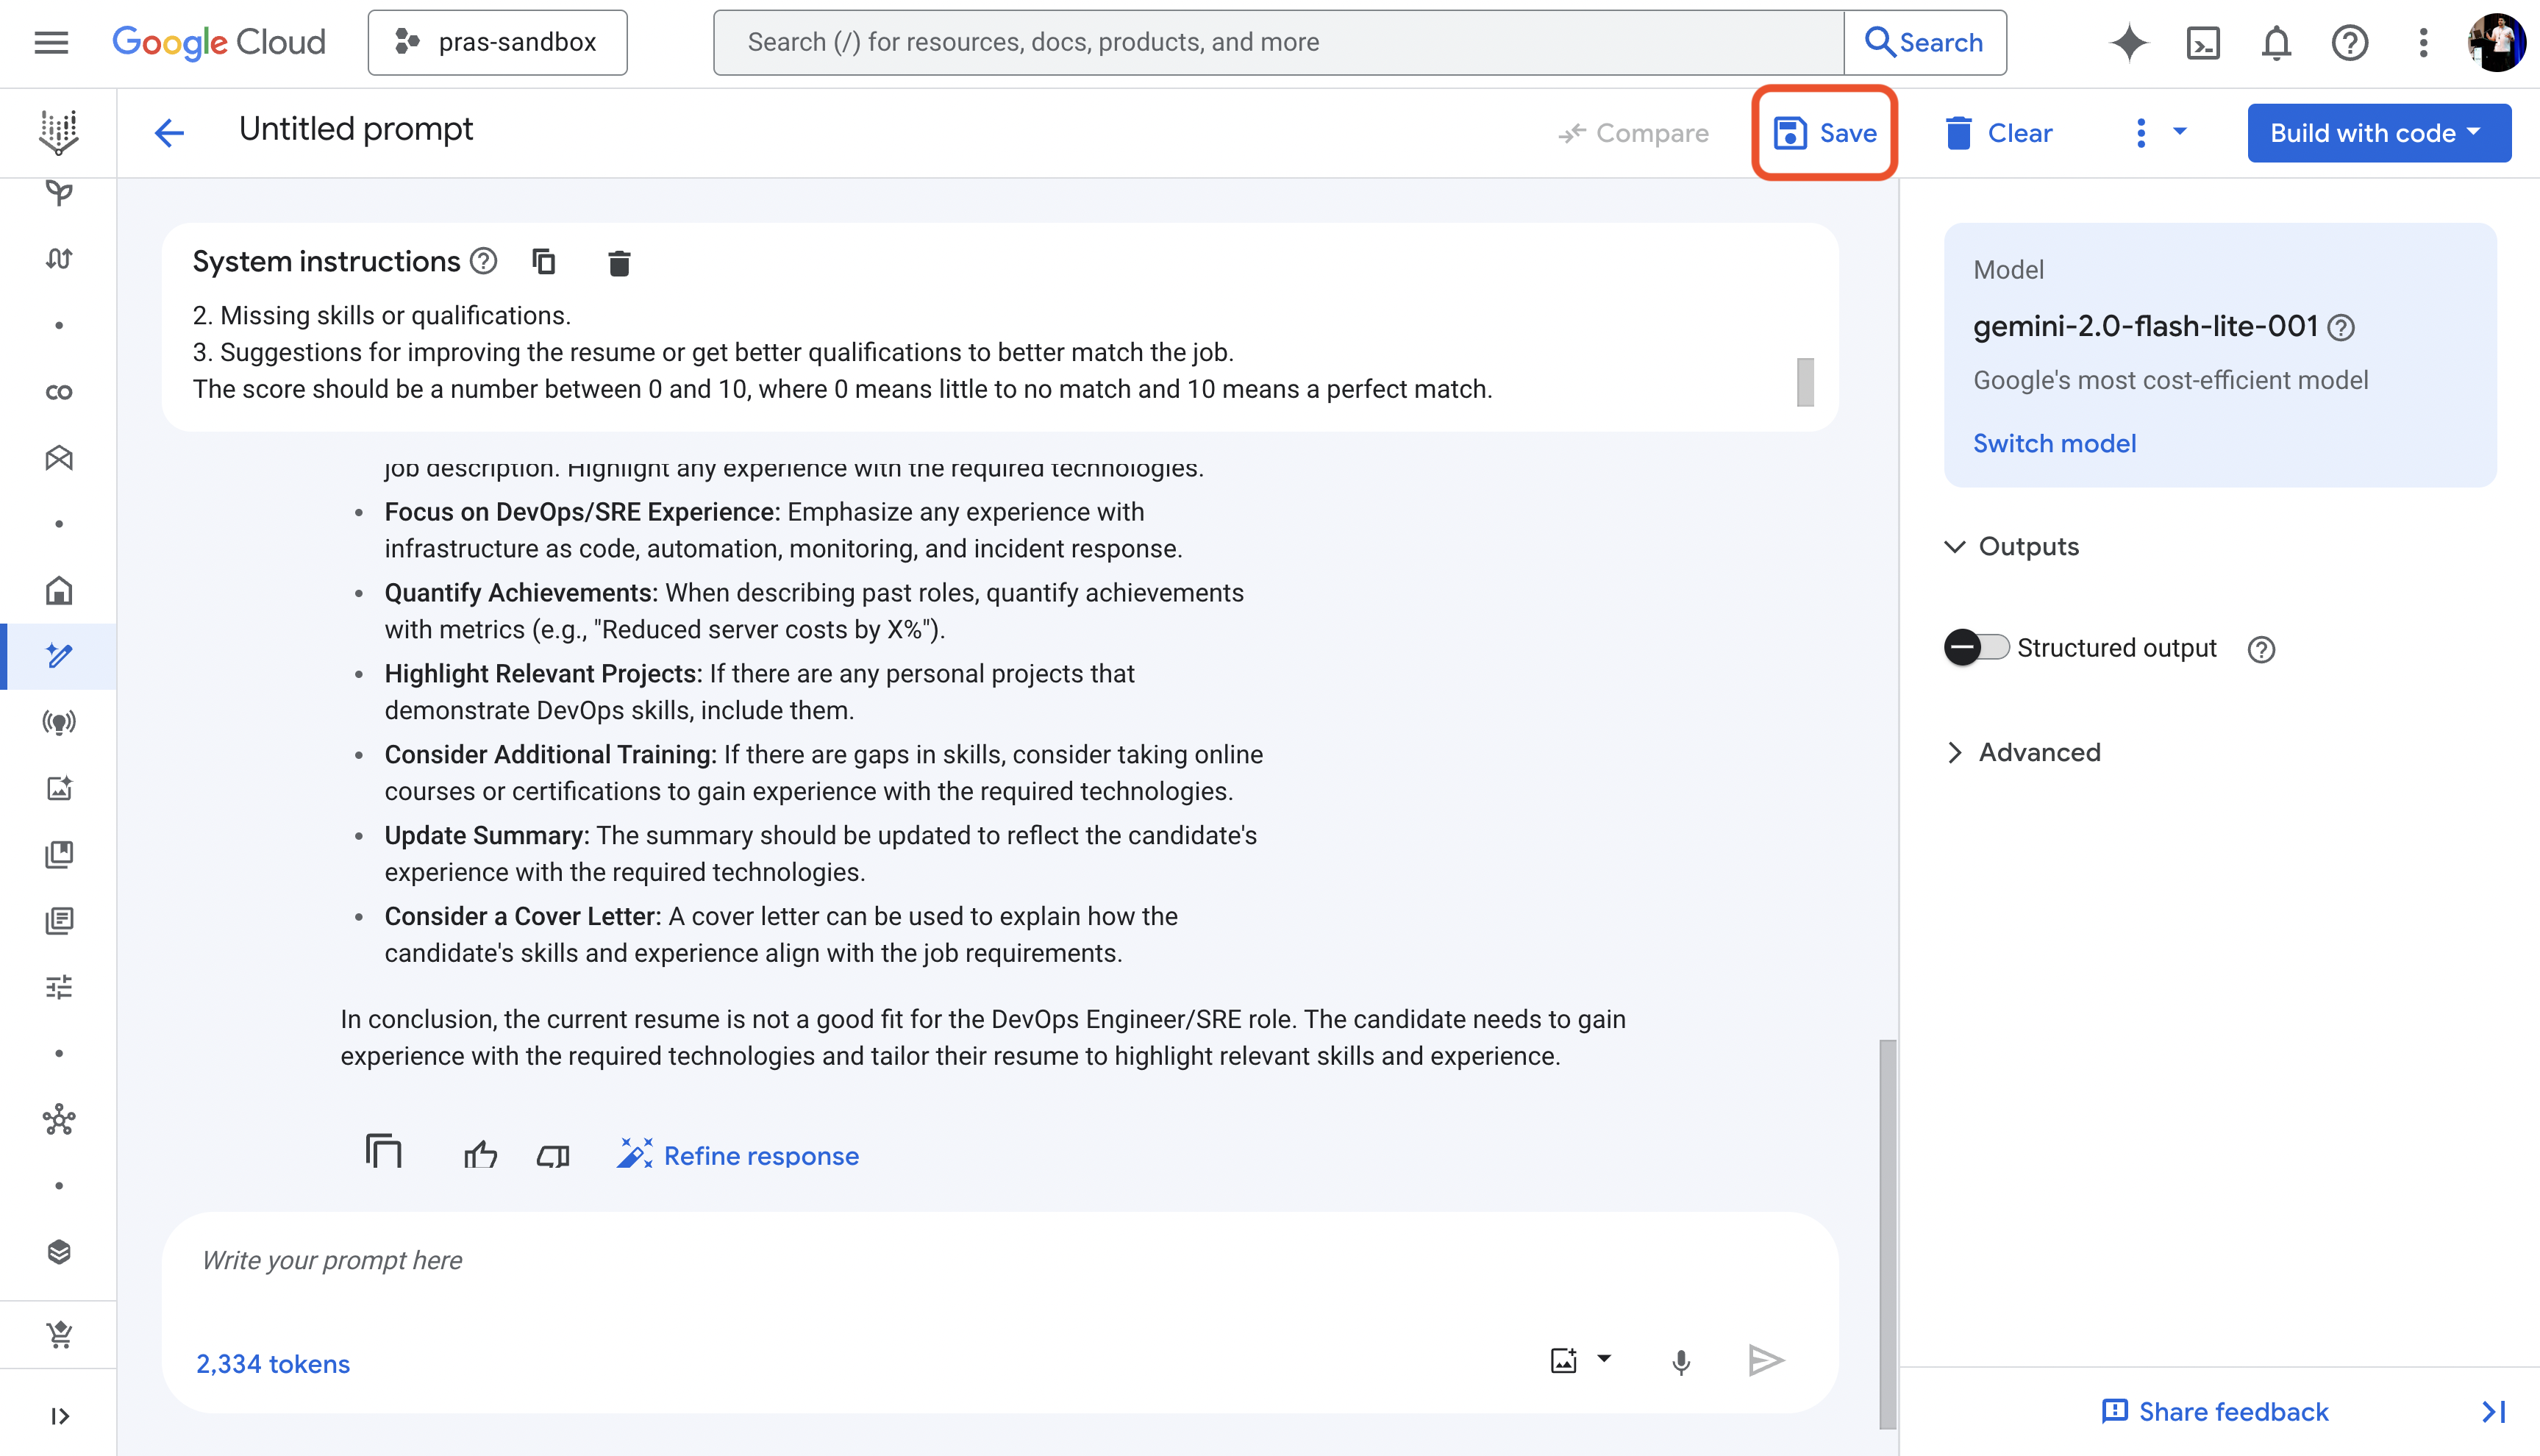 Google Cloud
pras-sandbox
Search (/) for resources, docs, products, and more
Search
Untitled prompt
Compare
Save
Clear
Build with code
System instructions
2. Missing skills or qualifications.
3. Suggestions for improving the resume or get better qualifications to better match the job.
The score should be a number between 0 and 10, where 0 means little to no match and 10 means a perfect match.
job description. Highlight any experience with the required technologies.
• Focus on DevOps/SRE Experience: Emphasize any experience with
infrastructure as code, automation, monitoring, and incident response.
• Quantify Achievements: When describing past roles, quantify achievements
with metrics (e.g., "Reduced server costs by X%").
• Highlight Relevant Projects: If there are any personal projects that
demonstrate DevOps skills, include them.
• Consider Additional Training: If there are gaps in skills, consider taking online
courses or certifications to gain experience with the required technologies.
• Update Summary: The summary should be updated to reflect the candidate's
experience with the required technologies.
• Consider a Cover Letter: A cover letter can be used to explain how the
candidate's skills and experience align with the job requirements.
In conclusion, the current resume is not a good fit for the DevOps Engineer/SRE role. The candidate needs to gain
experience with the required technologies and tailor their resume to highlight relevant skills and experience.
Refine response
Write your prompt here
2,334 tokens
Model
gemini-2.0-flash-lite-001
Google's most cost-efficient model
Switch model
Outputs
Structured output
Advanced
Share feedback